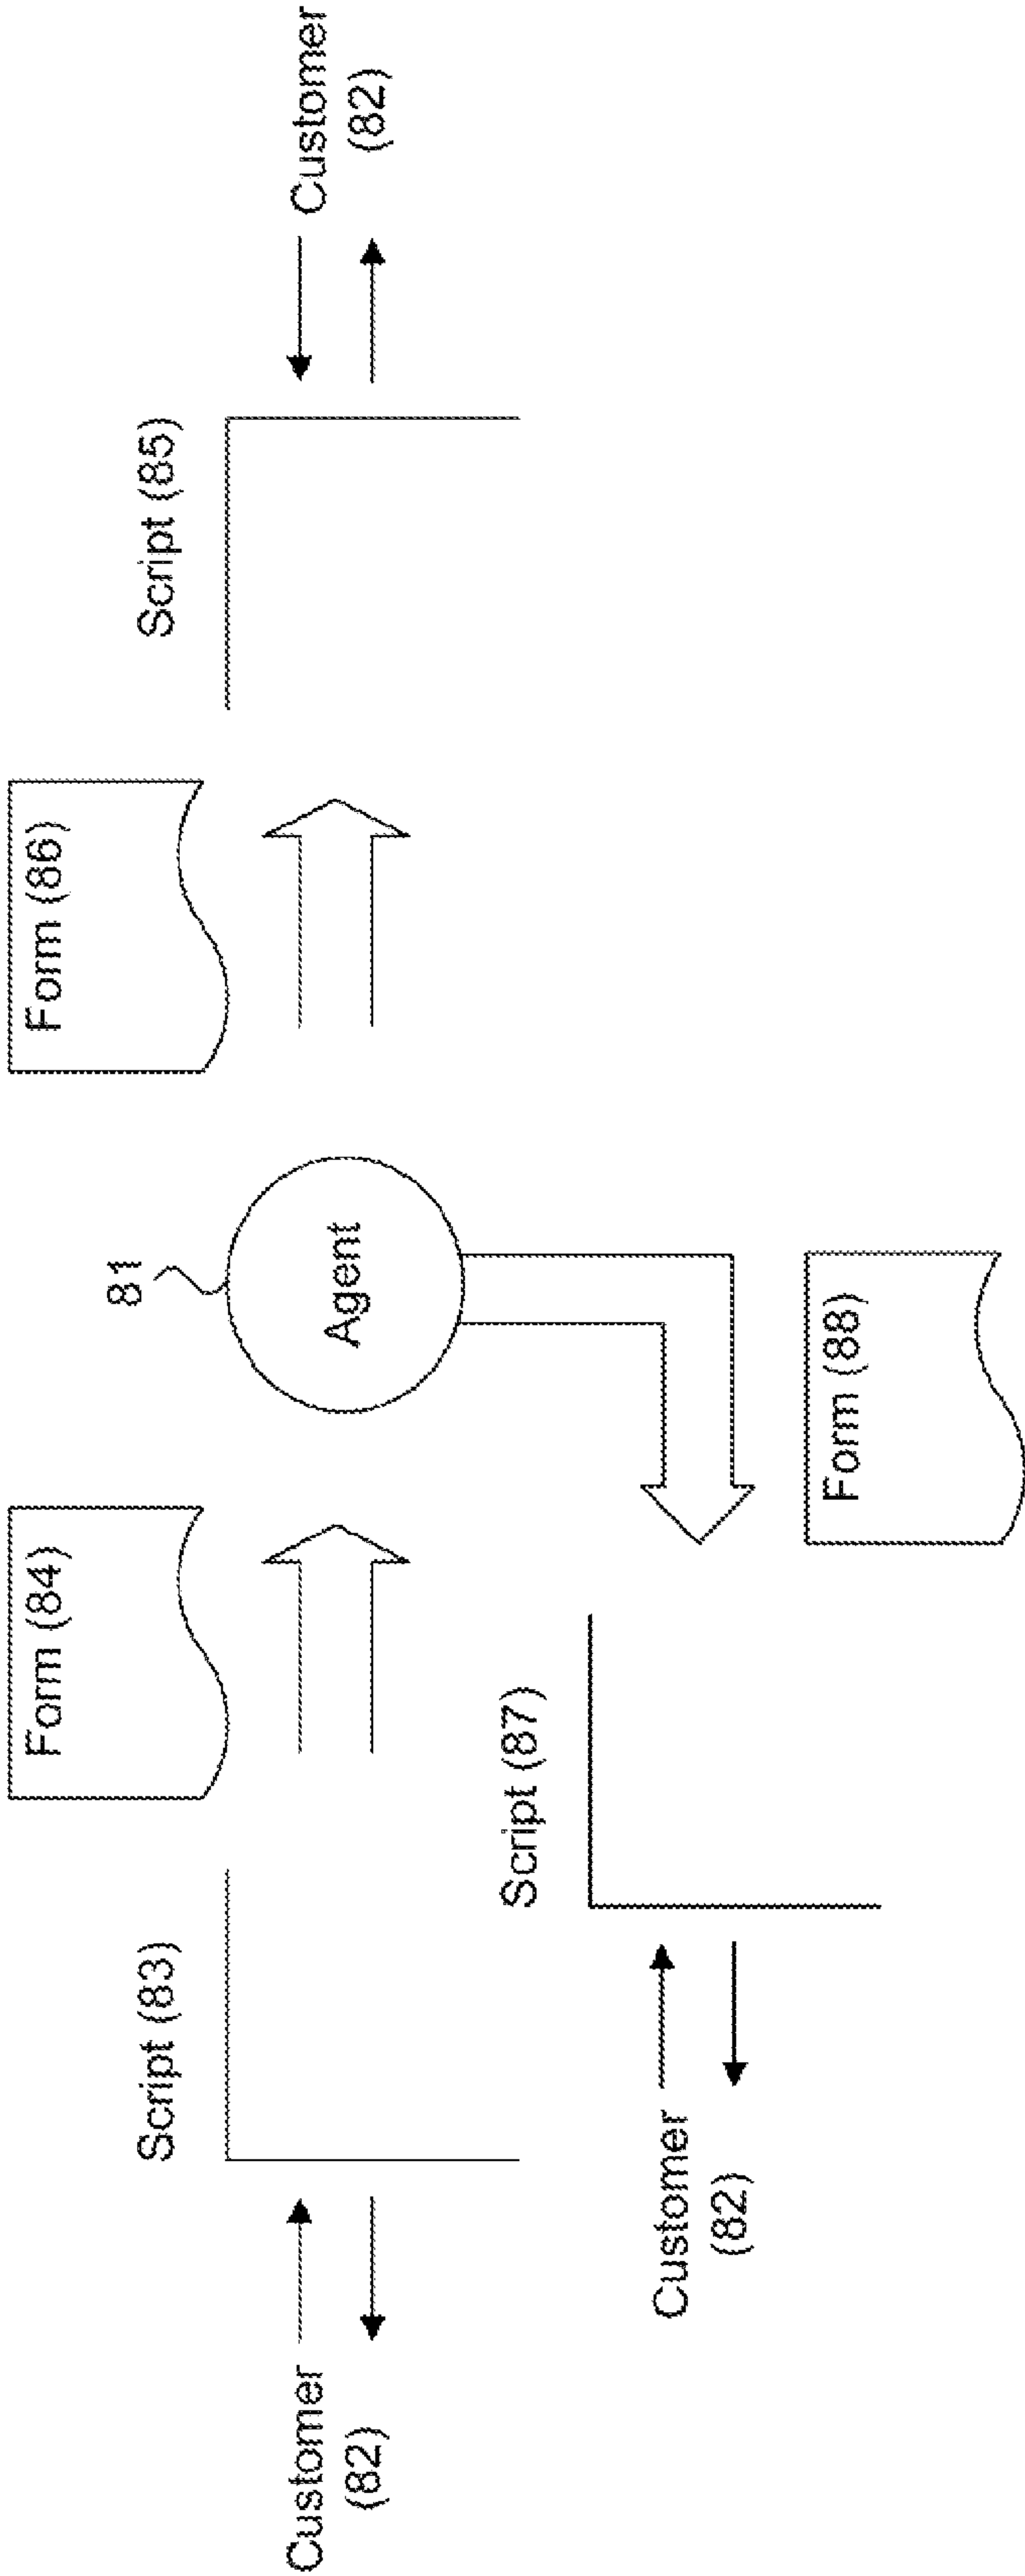 Form (84)
Form (86)
81
Script (83)
Script (85)
Customer
(82)
Agent
Customer
(82)
Script (87)
Customer
(82)
Form (88)